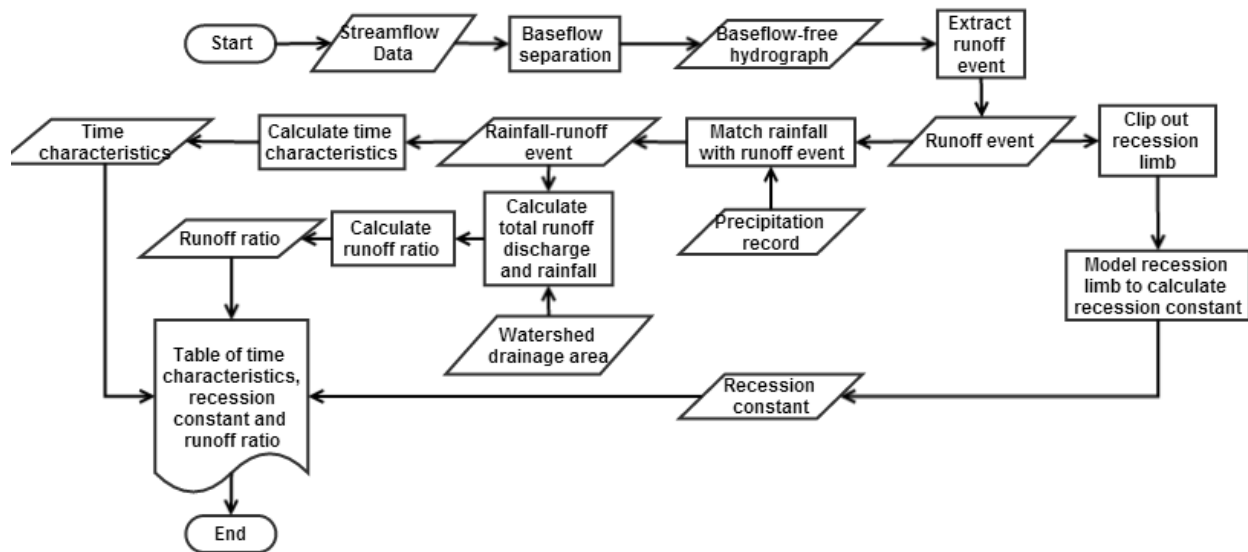 Start
Streamflow
Data
Baseflow
separation
Baseflow-free
hydrograph
Extract
runoff
event
Time
characteristics
Calculate time
characteristics
Rainfall-runoff
event
Match rainfall
with runoff event
Runoff event
Clip out
recession
limb
Runoff ratio
Calculate
runoff ratio
Calculate
total runoff
discharge
and rainfall
Precipitation
record
Model recession
limb to calculate
recession constant
Watershed
drainage area
Table of time
characteristics,
recession
constant and
runoff ratio
Recession
constant
End